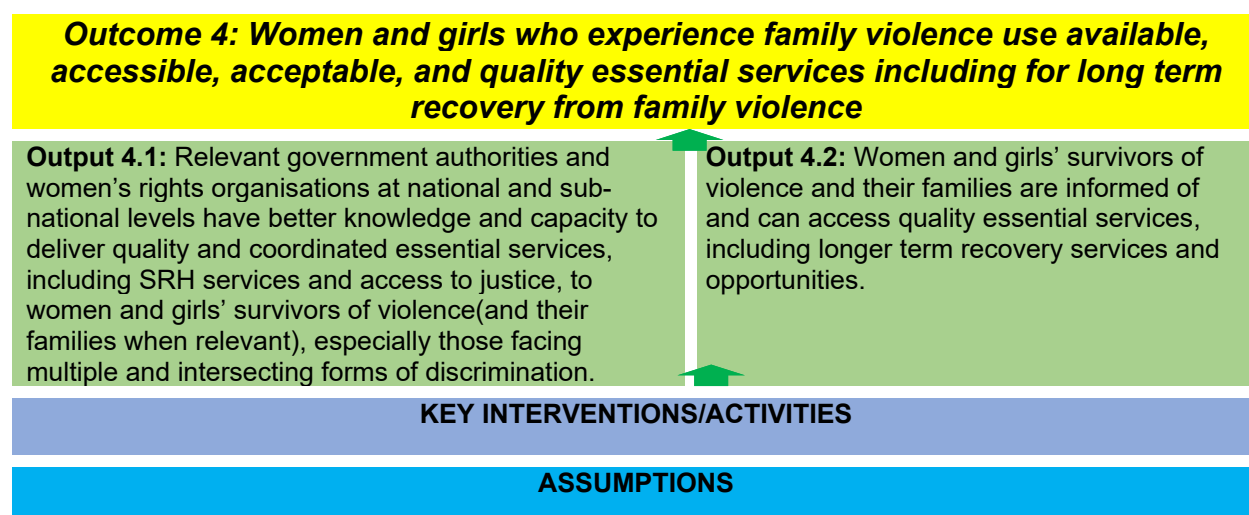 Outcome 4: Women and girls who experience family violence use available,
accessible, acceptable, and quality essential services including for long term
recovery from family violence
Output 4.1: Relevant government authorities and
women's rights organisations at national and sub-
national levels have better knowledge and capacity to
deliver quality and coordinated essential services,
including SRH services and access to justice, to
women and girls' survivors of violence(and their
families when relevant), especially those facing
multiple and intersecting forms of discrimination.
Output 4.2: Women and girls' survivors of
violence and their families are informed of
and can access quality essential services,
including longer term recovery services and
opportunities.
KEY INTERVENTIONS/ACTIVITIES
ASSUMPTIONS